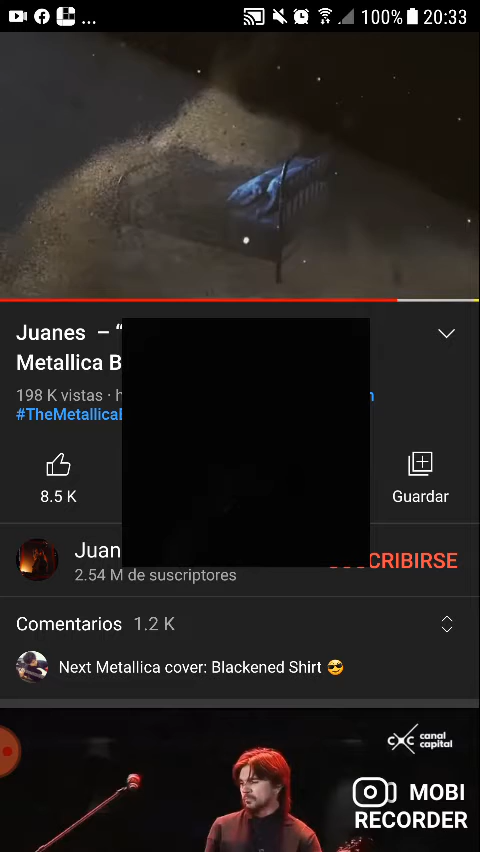 ...
100% 20:33
Juanes – “
Metallica B
198 K vistas · h
#TheMetallica
8.5 K
Guardar
Juan
SUSCRIBIRSE
2.54 M de suscriptores
Comentarios 1.2 K
Next Metallica cover: Blackened Shirt 😎
canal
capital
MOBI
RECORDER